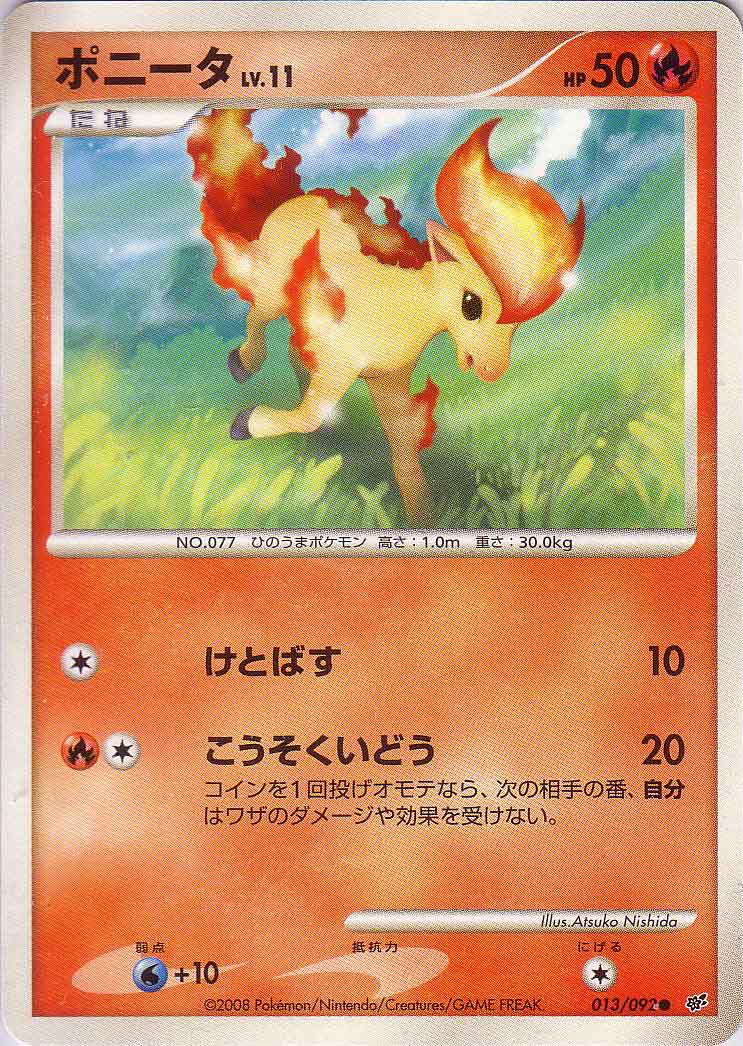 ポニータ LV.11 HP 50
たね
NO.077 ひのうまポケモン 高さ:1.0m 重さ:30.0kg
けとばす 10
こうそくいどう 20
コインを1回投げオモテなら、次の相手の番、自分
はワザのダメージや効果を受けない。
Illus.Atsuko Nishida
弱点 抵抗力 にげる
+10
©2008 Pokémon/Nintendo/Creatures/GAME FREAK. 013/092